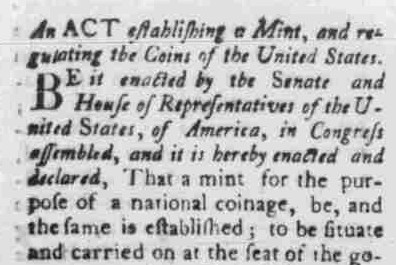 An ACT eſtabliſhing a Mint, and re-
gulating the Coins of the United States.
BE it enacted by the Senate and
Houſe of Repreſentatives of the U-
nited States, of America, in Congreſs
aſſembled, and it is hereby enacted and
declared, That a mint for the pur-
poſe of a national coinage, be, and
the ſame is eſtabliſhed; to be ſituate
and carried on at the ſeat of the go-